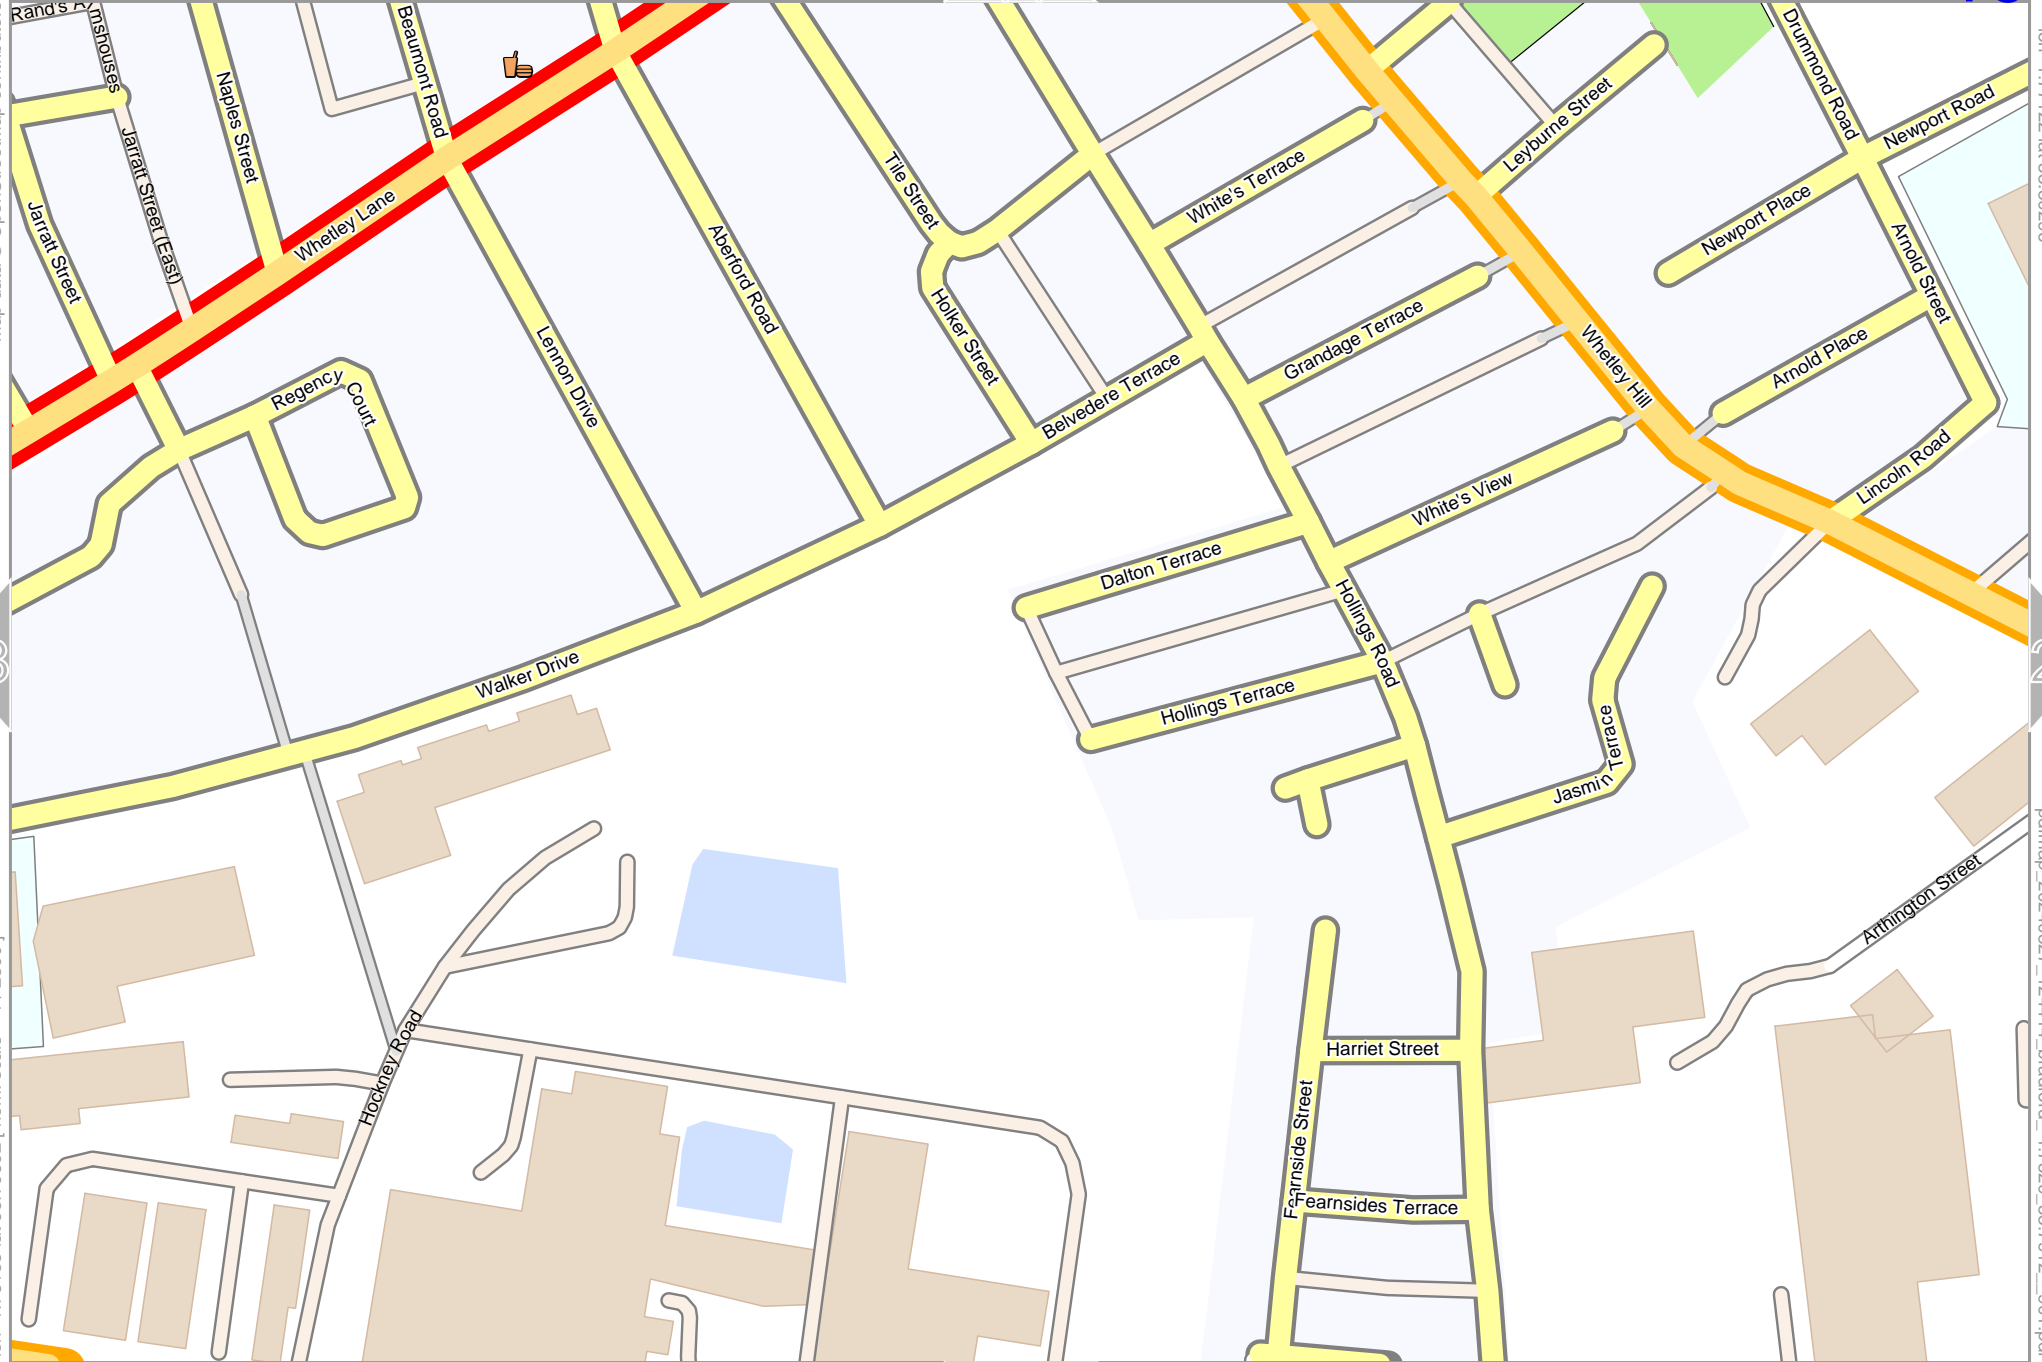 Rand's A
mshouses
Beaumont Road
Drummond Road
Naples Street
Newport Road
Leyburne Street
Jarratt Street (East)
Tile Street
White's Terrace
Whetley Lane
Jarratt Street
Newport Place
Aberford Road
Arnold Street
Holker Street
Grandage Terrace
Lennon Drive
Whetley Hill
Arnold Place
Regency Court
Belvedere Terrace
Lincoln Road
White's View
Dalton Terrace
Hollings Road
Walker Drive
Hollings Terrace
Jasmin Terrace
Arthington Street
Hockney Road
Harriet Street
Fearnside Street
Fearnsides Terrace